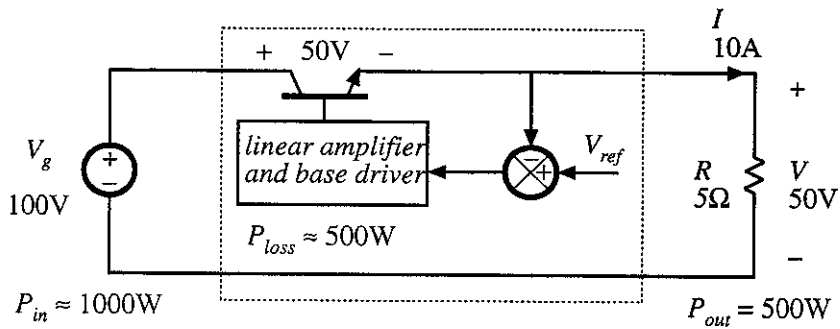 I
10A
+ 50V −
+
linear amplifier
and base driver
−
+
V_ref
V_g
100V
+
−
R
5Ω
V
50V
P_loss ≈ 500W
−
P_in ≈ 1000W
P_out = 500W